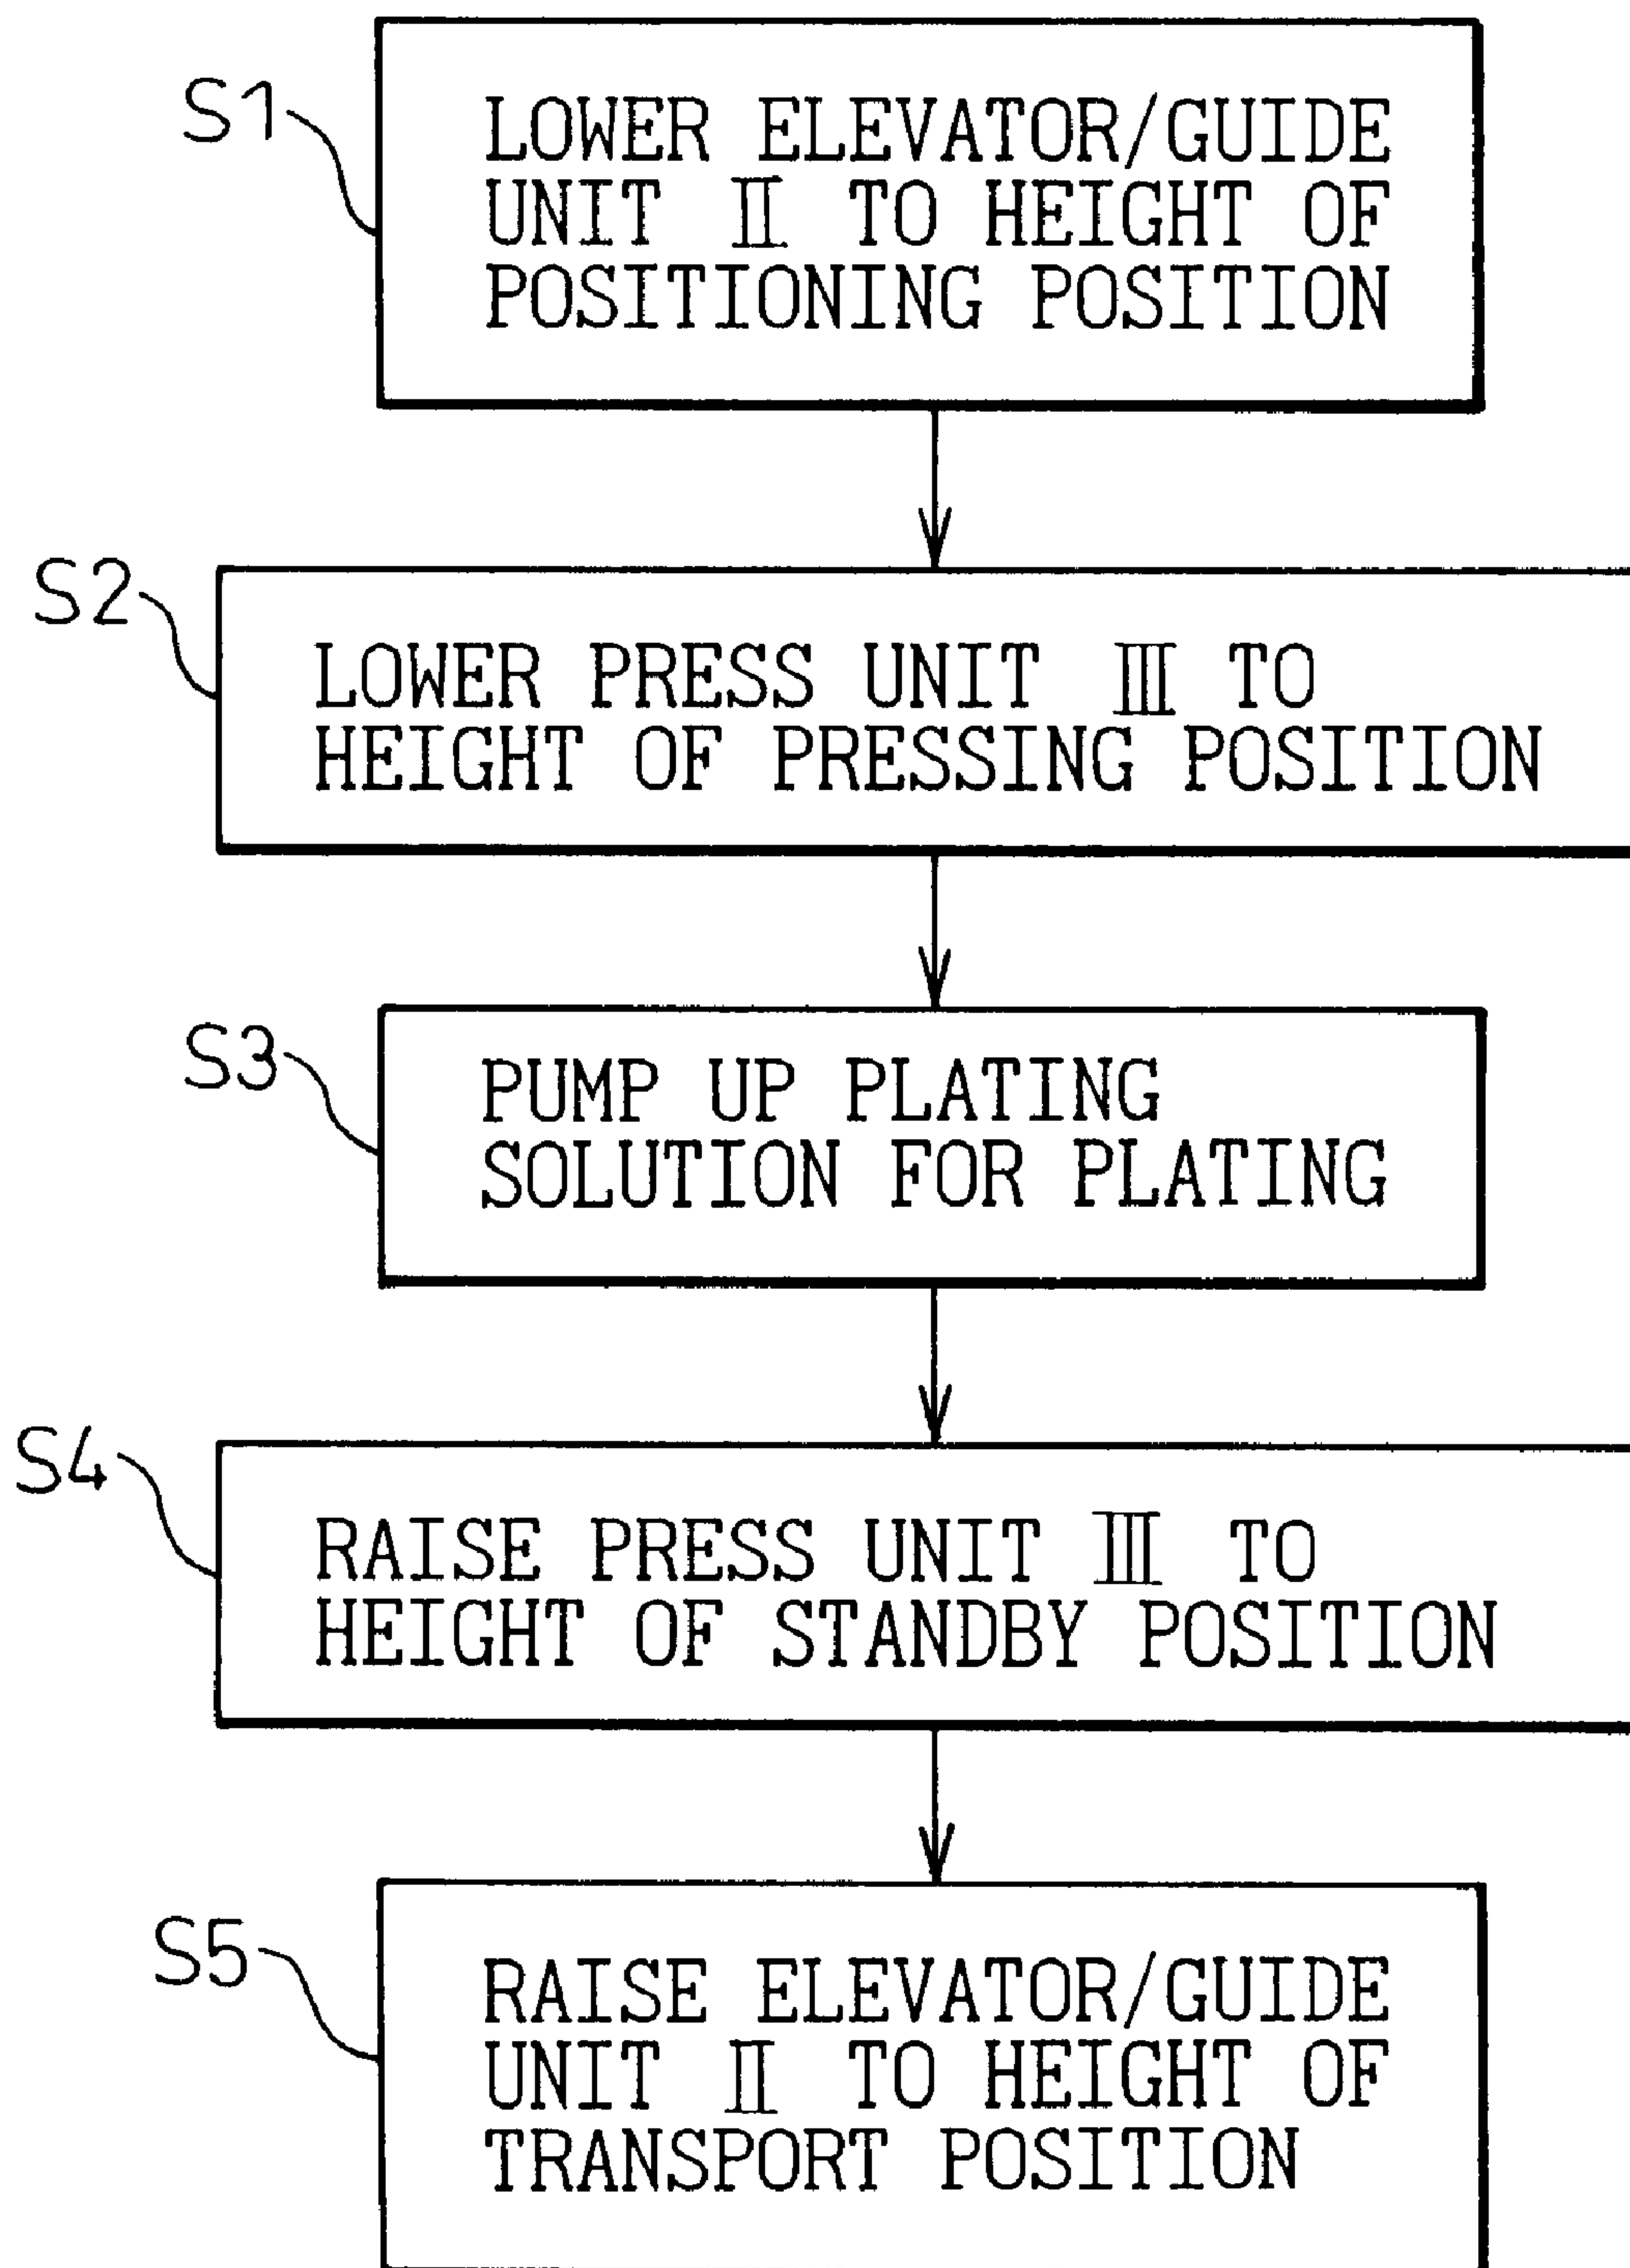 S1
LOWER ELEVATOR/GUIDE
UNIT Ⅱ TO HEIGHT OF
POSITIONING POSITION
S2
LOWER PRESS UNIT Ⅲ TO
HEIGHT OF PRESSING POSITION
S3
PUMP UP PLATING
SOLUTION FOR PLATING
S4
RAISE PRESS UNIT Ⅲ TO
HEIGHT OF STANDBY POSITION
S5
RAISE ELEVATOR/GUIDE
UNIT Ⅱ TO HEIGHT OF
TRANSPORT POSITION